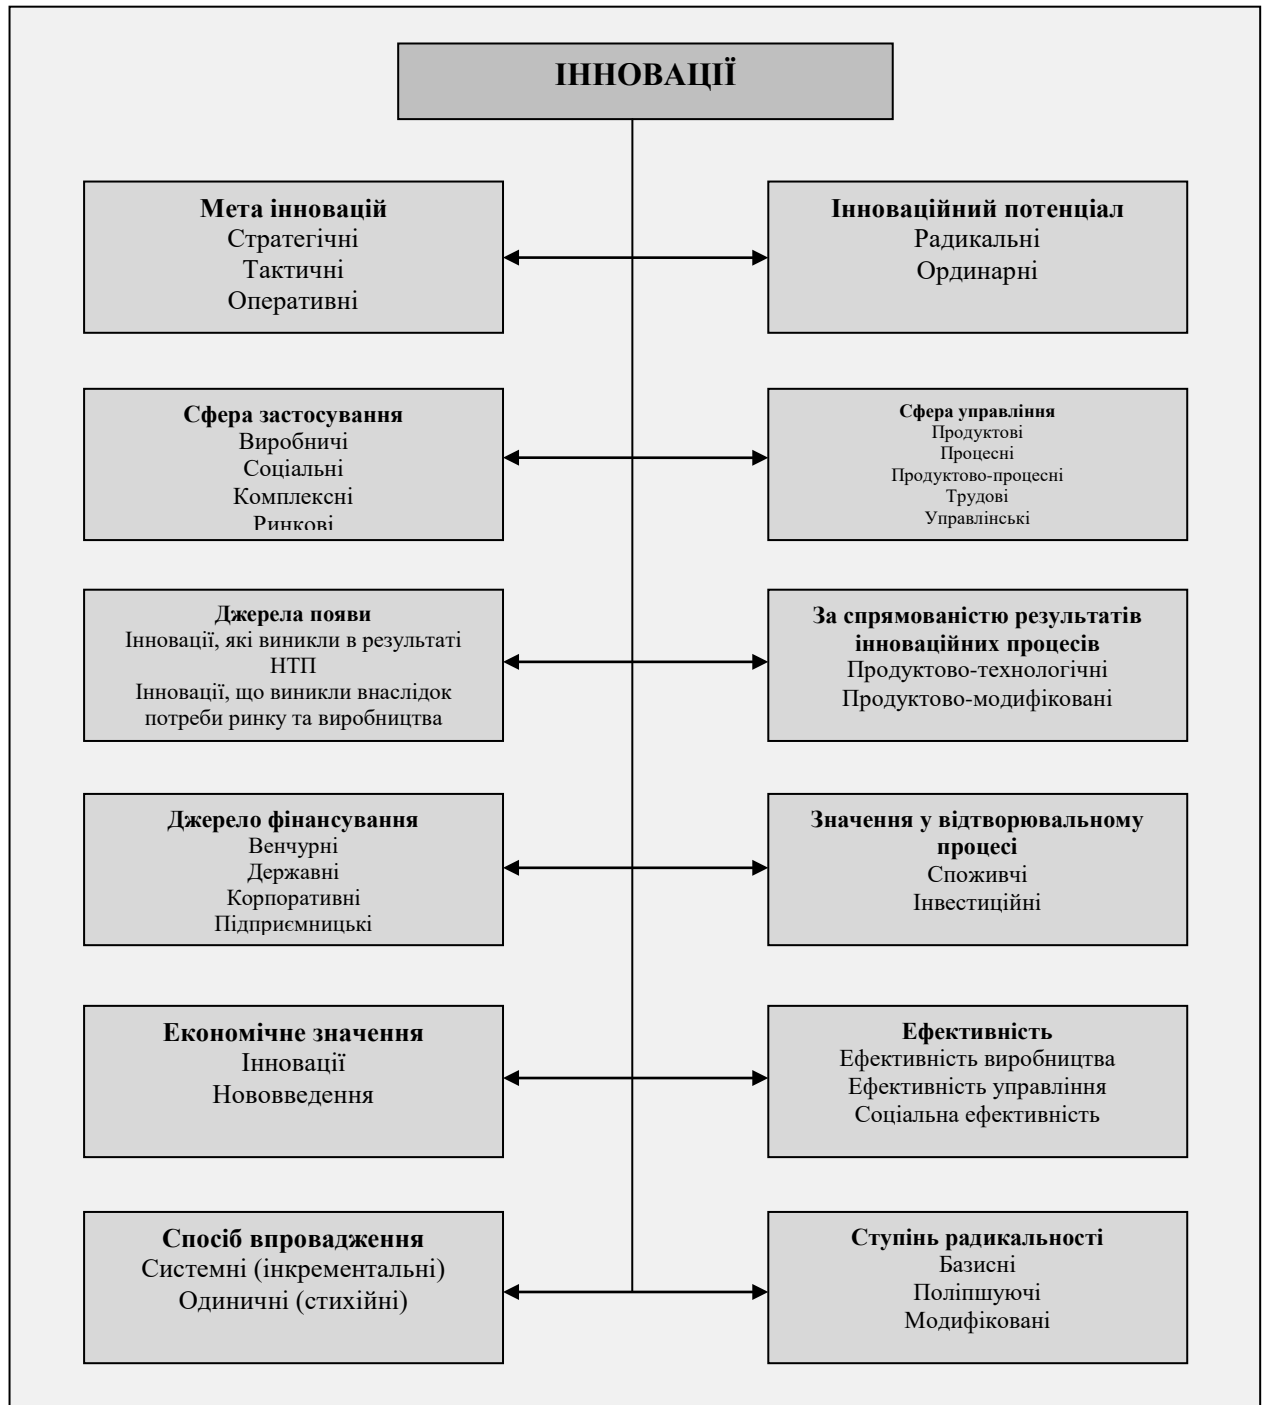 ІННОВАЦІЇ
Мета інновацій
Стратегічні
Тактичні
Оперативні
Інноваційний потенціал
Радикальні
Ординарні
Сфера застосування
Виробничі
Соціальні
Комплексні
Ринкові
Сфера управління
Продуктові
Процесні
Продуктово-процесні
Трудові
Управлінські
Джерела появи
Інновації, які виникли в результаті
НТП
Інновації, що виникли внаслідок
потреби ринку та виробництва
За спрямованістю результатів
інноваційних процесів
Продуктово-технологічні
Продуктово-модифіковані
Джерело фінансування
Венчурні
Державні
Корпоративні
Підприємницькі
Значення у відтворювальному
процесі
Споживчі
Інвестиційні
Економічне значення
Інновації
Нововведення
Ефективність
Ефективність виробництва
Ефективність управління
Соціальна ефективність
Спосіб впровадження
Системні (інкрементальні)
Одиничні (стихійні)
Ступінь радикальності
Базисні
Поліпшуючі
Модифіковані